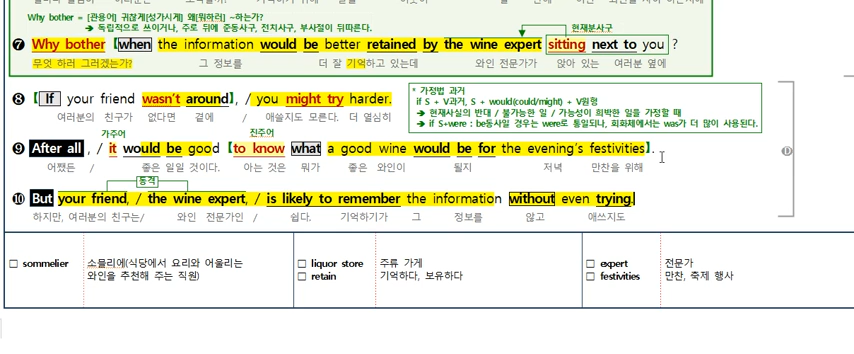 Why bother = [관용어] 귀찮게[성가시게] 왜[뭐하러] ~하는가?
➔ 독립적으로 쓰이거나, 주로 뒤에 준동사구, 전치사구, 부사절이 뒤따른다.
현재분사구
❼ Why bother 【when the information would be better retained by the wine expert sitting next to you ?
무엇 하러 그러겠는가? 그 정보를 더 잘 기억하고 있는데 와인 전문가가 앉아 있는 여러분 옆에
❽ 【If your friend wasn't around】, / you might try harder.
여러분의 친구가 없다면 곁에 / 애쓸지도 모른다. 더 열심히
* 가정법 과거
if S + V과거, S + would(could/might) + V원형
➔ 현재사실의 반대 / 불가능한 일 / 가능성이 희박한 일을 가정할 때
➔ if S+were : be동사일 경우는 were로 통일되나, 회화체에서는 was가 더 많이 사용된다.
가주어 진주어
❾ After all , / it would be good 【to know what a good wine would be for the evening's festivities】.
어쨌든 / 좋은 일일 것이다. 아는 것은 뭐가 좋은 와인이 될지 저녁 만찬을 위해
동격
❿ But your friend, / the wine expert, / is likely to remember the information without even trying.
하지만, 여러분의 친구는/ 와인 전문가인 / 쉽다. 기억하기가 그 정보를 않고 애쓰지도
□ sommelier 소믈리에(식당에서 요리와 어울리는
와인을 추천해 주는 직원)
□ liquor store 주류 가게
□ retain 기억하다, 보유하다
□ expert 전문가
□ festivities 만찬, 축제 행사